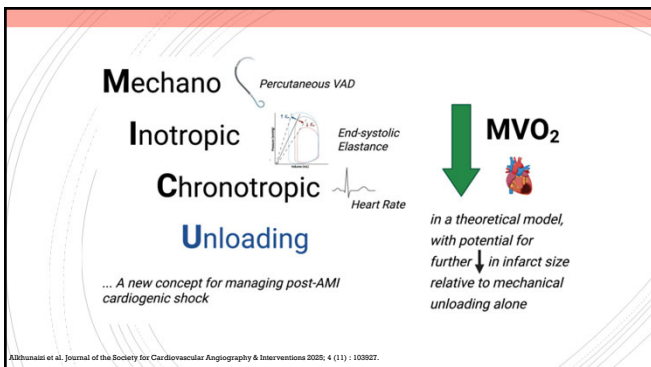 Mechano
Percutaneous VAD
Inotropic
End-systolic
Elastance
Chronotropic
Heart Rate
Unloading
... A new concept for managing post-AMI
cardiogenic shock
MVO₂
in a theoretical model,
with potential for
further ↓ in infarct size
relative to mechanical
unloading alone
Alkhunaizi et al. Journal of the Society for Cardiovascular Angiography & Interventions 2025; 4 (11) : 103927.